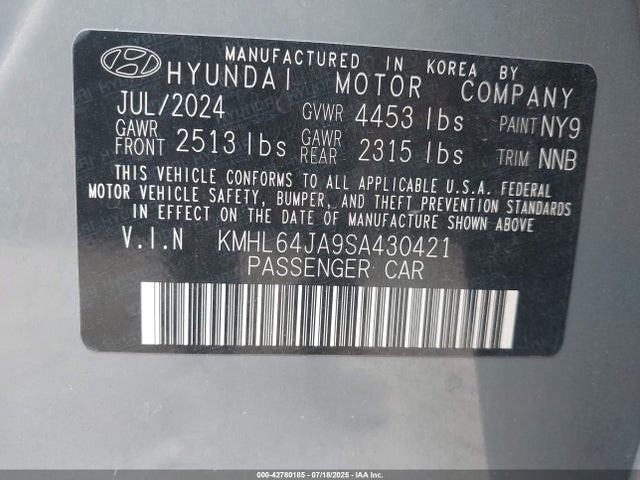 MANUFACTURED IN KOREA BY
HYUNDAI MOTOR COMPANY
JUL/2024 GVWR 4453 lbs PAINT NY9
GAWR FRONT 2513 lbs GAWR REAR 2315 lbs TRIM NNB
THIS VEHICLE CONFORMS TO ALL APPLICABLE U.S.A. FEDERAL
MOTOR VEHICLE SAFETY, BUMPER, AND THEFT PREVENTION STANDARDS
IN EFFECT ON THE DATE OF MANUFACTURE SHOWN ABOVE
V.I.N KMHL64JA9SA430421
PASSENGER CAR
000-42780185 - 07/18/2025 - IAA Inc.